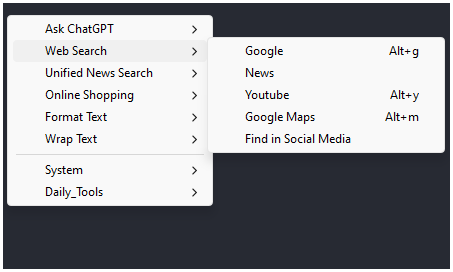 Ask ChatGPT
Web Search
Unified News Search
Online Shopping
Format Text
Wrap Text
System
Daily_Tools
Google Alt+g
News
Youtube Alt+y
Google Maps Alt+m
Find in Social Media